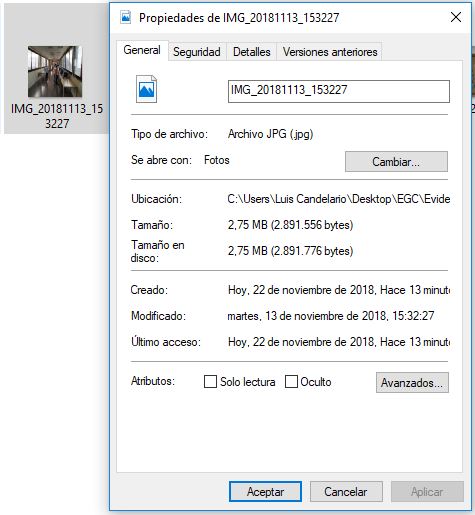 IMG_20181113_15
3227
Propiedades de IMG_20181113_153227
General Seguridad Detalles Versiones anteriores
IMG_20181113_153227
Tipo de archivo: Archivo JPG (.jpg)
Se abre con: Fotos Cambiar...
Ubicación: C:\Users\Luis Candelario\Desktop\EGC\Evide
Tamaño: 2,75 MB (2.891.556 bytes)
Tamaño en
disco: 2,75 MB (2.891.776 bytes)
Creado: Hoy, 22 de noviembre de 2018, Hace 13 minuto
Modificado: martes, 13 de noviembre de 2018, 15:32:27
Último acceso: Hoy, 22 de noviembre de 2018, Hace 13 minuto
Atributos: Solo lectura Oculto Avanzados...
Aceptar Cancelar Aplicar